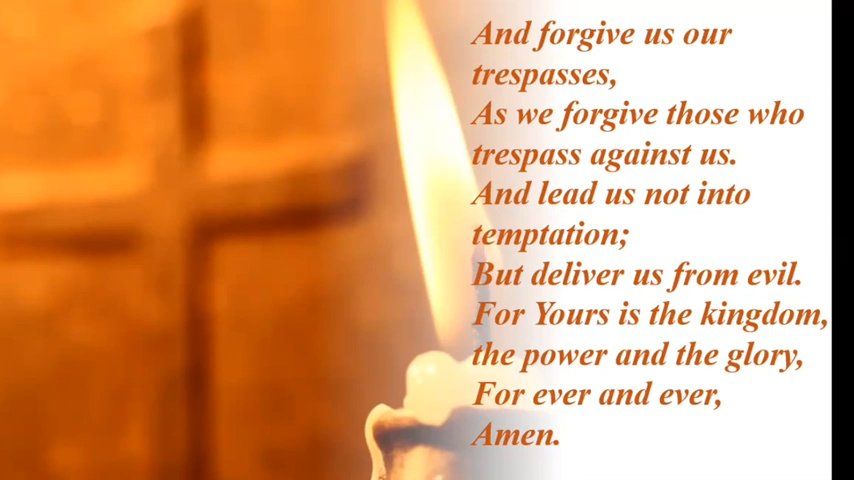 And forgive us our
trespasses,
As we forgive those who
trespass against us.
And lead us not into
temptation;
But deliver us from evil.
For Yours is the kingdom,
the power and the glory,
For ever and ever,
Amen.